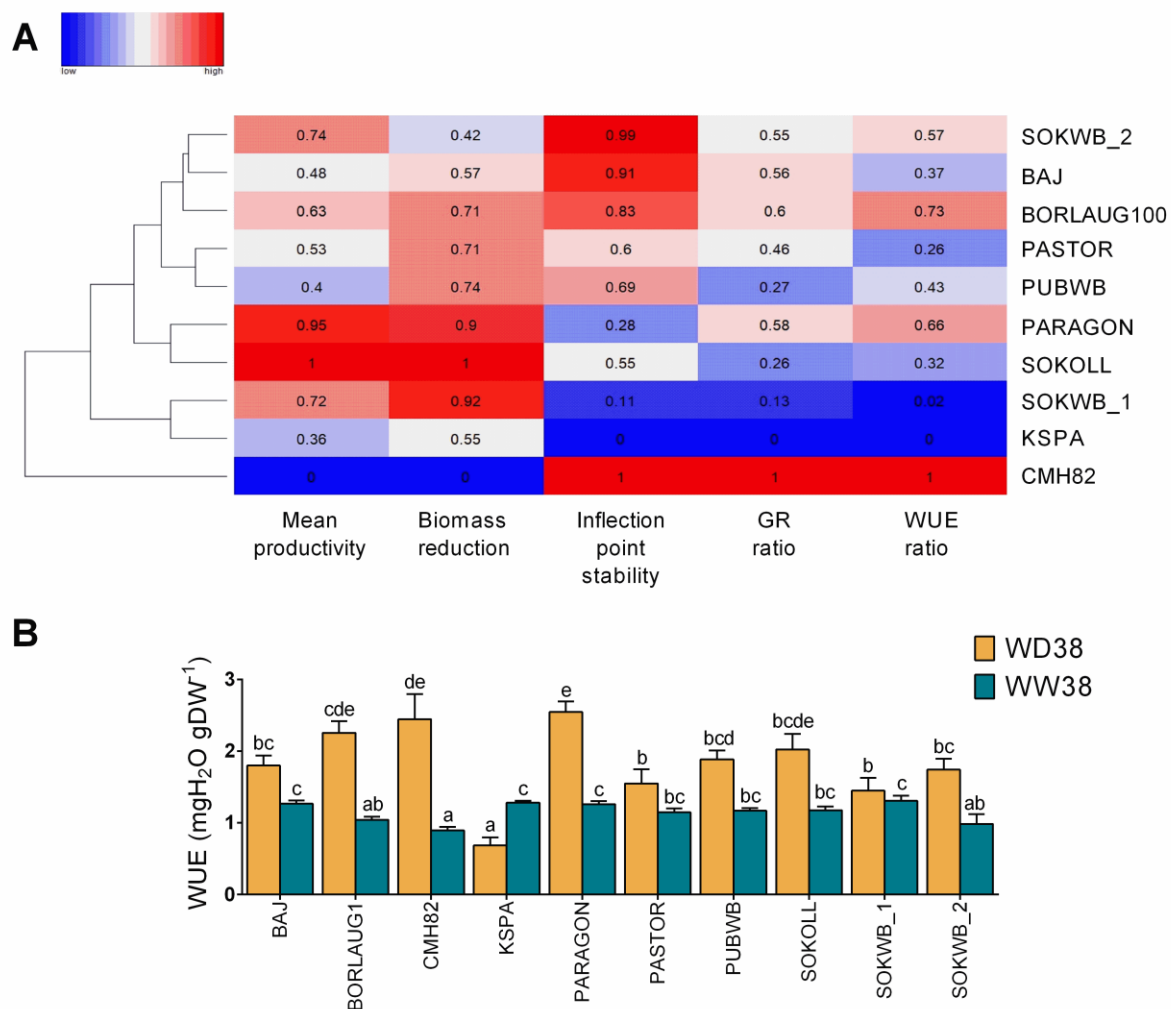 A
low high
0.74 0.42 0.99 0.55 0.57 SOKWB_2
0.48 0.57 0.91 0.56 0.37 BAJ
0.63 0.71 0.83 0.6 0.73 BORLAUG100
0.53 0.71 0.6 0.46 0.26 PASTOR
0.4 0.74 0.69 0.27 0.43 PUBWB
0.95 0.9 0.28 0.58 0.66 PARAGON
1 1 0.55 0.26 0.32 SOKOLL
0.72 0.92 0.11 0.13 0.02 SOKWB_1
0.36 0.55 0 0 0 KSPA
0 0 1 1 1 CMH82
Mean productivity
Biomass reduction
Inflection point stability
GR ratio
WUE ratio
B
WD38
WW38
WUE (mgH₂O gDW⁻¹)
3
2
1
0
bc c cde ab de a a c e c b bc bcd bc bcde bc b c bc ab
BAJ
BORLAUG1
CMH82
KSPA
PARAGON
PASTOR
PUBWB
SOKOLL
SOKWB_1
SOKWB_2